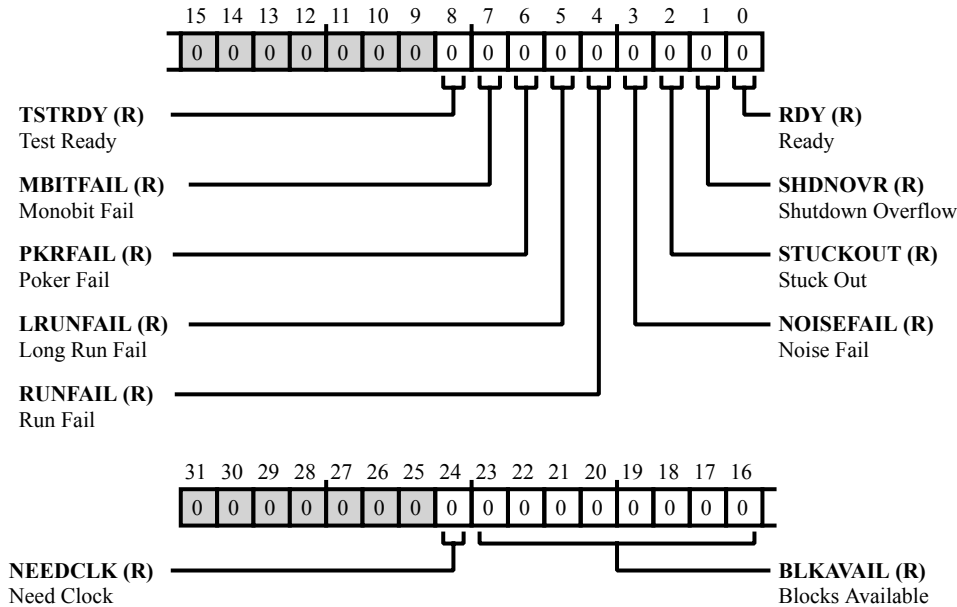 15 14 13 12 11 10 9 8 7 6 5 4 3 2 1 0
0 0 0 0 0 0 0 0 0 0 0 0 0 0 0 0
TSTRDY (R)
Test Ready
MBITFAIL (R)
Monobit Fail
PKRFAIL (R)
Poker Fail
LRUNFAIL (R)
Long Run Fail
RUNFAIL (R)
Run Fail
RDY (R)
Ready
SHDNOVR (R)
Shutdown Overflow
STUCKOUT (R)
Stuck Out
NOISEFAIL (R)
Noise Fail
31 30 29 28 27 26 25 24 23 22 21 20 19 18 17 16
0 0 0 0 0 0 0 0 0 0 0 0 0 0 0 0
NEEDCLK (R)
Need Clock
BLKAVAIL (R)
Blocks Available